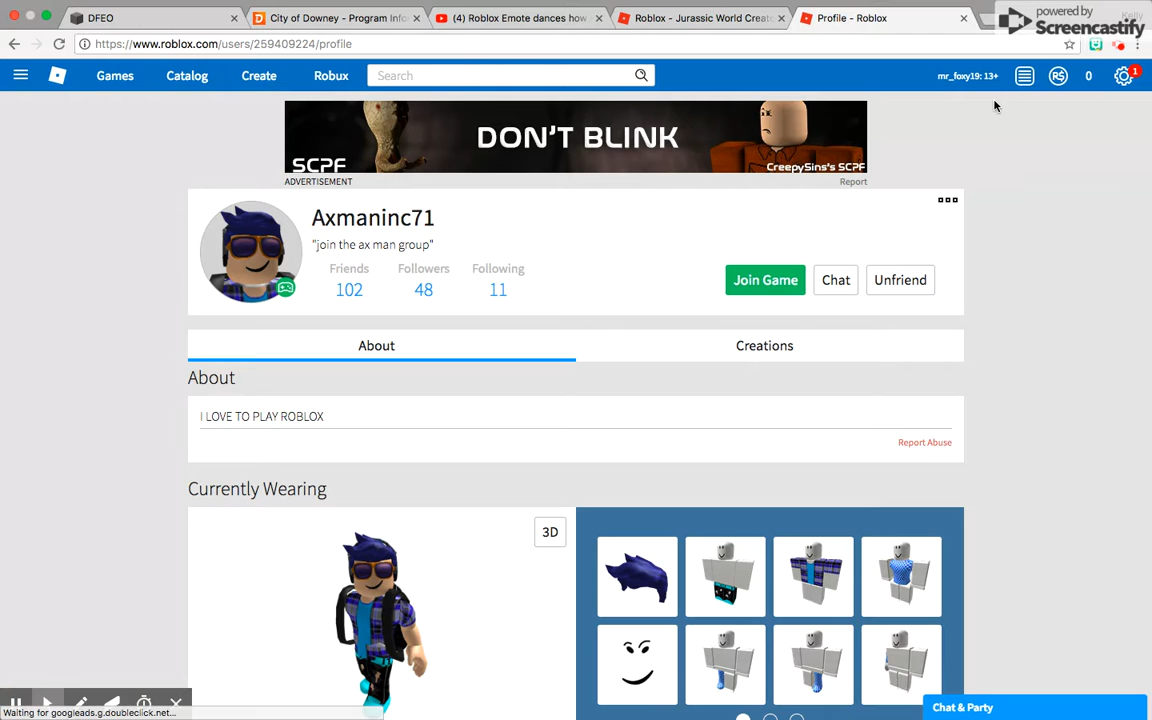 DFEO
City of Downey - Program Info
(4) Roblox Emote dances how
Roblox - Jurassic World Creat
Profile - Roblox
Kelly
powered by
Screencastify
https://www.roblox.com/users/259409224/profile
Games
Catalog
Create
Robux
Search
mr_foxy19: 13+
R$
0
1
DON'T BLINK
SCPF
CreepySins's SCPF
ADVERTISEMENT
Report
Axmaninc71
"join the ax man group"
Friends
Followers
Following
102
48
11
Join Game
Chat
Unfriend
About
Creations
About
I LOVE TO PLAY ROBLOX
Report Abuse
Currently Wearing
3D
Waiting for googleads.g.doubleclick.net...
Chat & Party